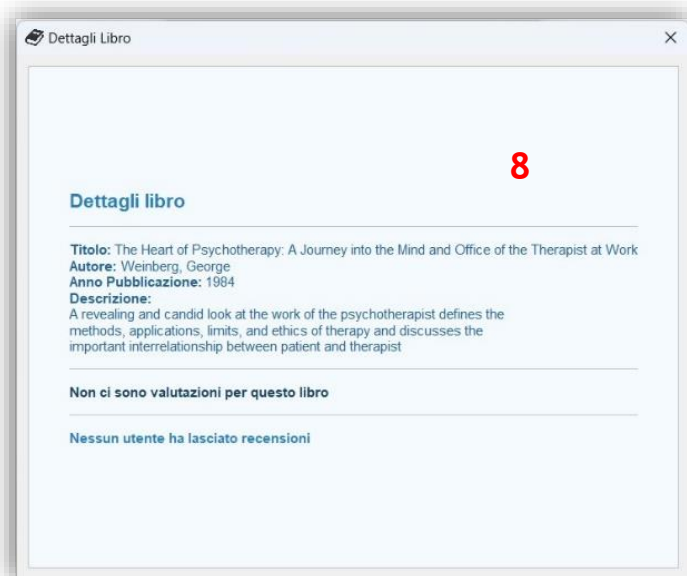 Dettagli Libro
8
Dettagli libro
Titolo: The Heart of Psychotherapy: A Journey into the Mind and Office of the Therapist at Work
Autore: Weinberg, George
Anno Pubblicazione: 1984
Descrizione:
A revealing and candid look at the work of the psychotherapist defines the
methods, applications, limits, and ethics of therapy and discusses the
important interrelationship between patient and therapist
Non ci sono valutazioni per questo libro
Nessun utente ha lasciato recensioni